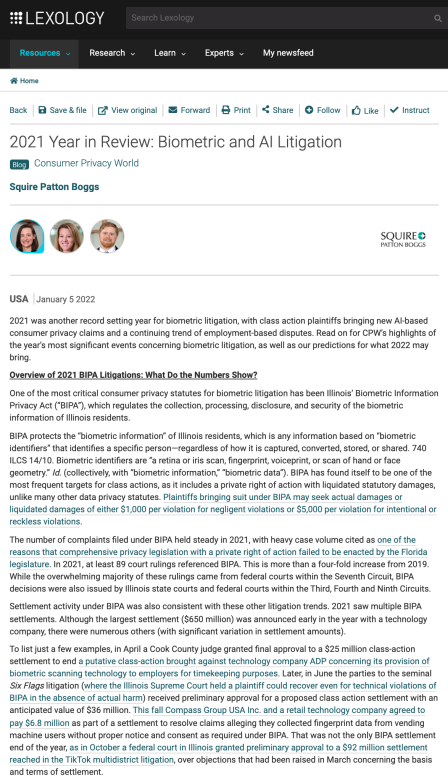 LEXOLOGY
Search Lexology
Resources
Research
Learn
Experts
My newsfeed
Home
Back
Save & file
View original
Forward
Print
Share
Follow
Like
Instruct
2021 Year in Review: Biometric and AI Litigation
Blog
Consumer Privacy World
Squire Patton Boggs
SQUIRE
PATTON BOGGS
USA | January 5 2022
2021 was another record setting year for biometric litigation, with class action plaintiffs bringing new AI-based
consumer privacy claims and a continuing trend of employment-based disputes. Read on for CPW's highlights of
the year's most significant events concerning biometric litigation, as well as our predictions for what 2022 may
bring.
Overview of 2021 BIPA Litigations: What Do the Numbers Show?
One of the most critical consumer privacy statutes for biometric litigation has been Illinois' Biometric Information
Privacy Act ("BIPA"), which regulates the collection, processing, disclosure, and security of the biometric
information of Illinois residents.
BIPA protects the "biometric information" of Illinois residents, which is any information based on "biometric
identifiers" that identifies a specific person—regardless of how it is captured, converted, stored, or shared. 740
ILCS 14/10. Biometric identifiers are "a retina or iris scan, fingerprint, voiceprint, or scan of hand or face
geometry." Id. (collectively, with "biometric information," "biometric data"). BIPA has found itself to be one of the
most frequent targets for class actions, as it includes a private right of action with liquidated statutory damages,
unlike many other data privacy statutes. Plaintiffs bringing suit under BIPA may seek actual damages or
liquidated damages of either $1,000 per violation for negligent violations or $5,000 per violation for intentional or
reckless violations.
The number of complaints filed under BIPA held steady in 2021, with heavy case volume cited as one of the
reasons that comprehensive privacy legislation with a private right of action failed to be enacted by the Florida
legislature. In 2021, at least 89 court rulings referenced BIPA. This is more than a four-fold increase from 2019.
While the overwhelming majority of these rulings came from federal courts within the Seventh Circuit, BIPA
decisions were also issued by Illinois state courts and federal courts within the Third, Fourth and Ninth Circuits.
Settlement activity under BIPA was also consistent with these other litigation trends. 2021 saw multiple BIPA
settlements. Although the largest settlement ($650 million) was announced early in the year with a technology
company, there were numerous others (with significant variation in settlement amounts).
To list just a few examples, in April a Cook County judge granted final approval to a $25 million class-action
settlement to end a putative class-action brought against technology company ADP concerning its provision of
biometric scanning technology to employers for timekeeping purposes. Later, in June the parties to the seminal
Six Flags litigation (where the Illinois Supreme Court held a plaintiff could recover even for technical violations of
BIPA in the absence of actual harm) received preliminary approval for a proposed class action settlement with an
anticipated value of $36 million. This fall Compass Group USA Inc. and a retail technology company agreed to
pay $6.8 million as part of a settlement to resolve claims alleging they collected fingerprint data from vending
machine users without proper notice and consent as required under BIPA. That was not the only BIPA settlement
end of the year, as in October a federal court in Illinois granted preliminary approval to a $92 million settlement
reached in the TikTok multidistrict litigation, over objections that had been raised in March concerning the basis
and terms of settlement.